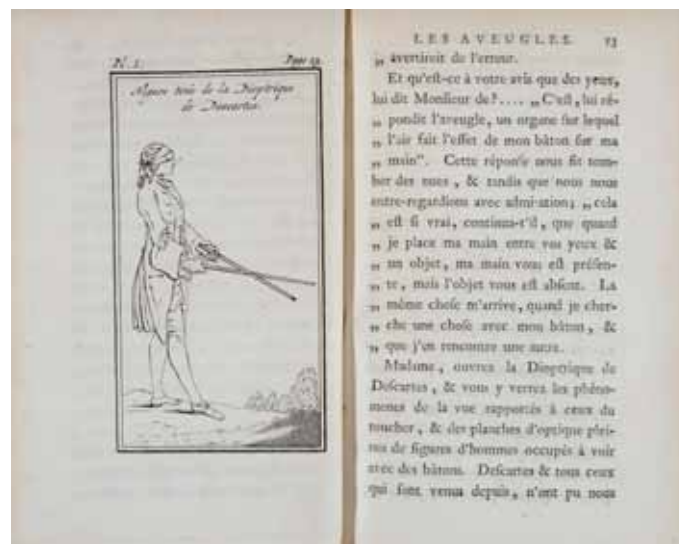 Pl. 1.
Page 23.
Figure tirée de la Dioptrique
de Descartes.
LES AVEUGLES. 23
„ avertiroit de l'erreur.
Et qu'eſt-ce à votre avis que des yeux,
lui dit Monſieur de?.... „ C'eſt, lui ré-
„ pondit l'aveugle, un organe ſur lequel
„ l'air fait l'effet de mon bâton ſur ma
„ main”. Cette réponſe nous fit tom-
ber des nues, & tandis que nous nous
entre-regardions avec admiration; „ cela
„ eſt ſi vrai, continua-t'il, que quand
„ je place ma main entre vos yeux &
„ un objet, ma main vous eſt préſen-
„ te, mais l'objet vous eſt abſent. La
„ même choſe m'arrive, quand je cher-
„ che une choſe avec mon bâton, &
„ que j'en rencontre une autre.
Madame, ouvrez la Dioptrique de
Deſcartes, & vous y verrez les phéno-
menes de la vue rapportés à ceux du
toucher, & des planches d'optique plei-
nes de figures d'hommes occupés à voir
avec des bâtons. Deſcartes & tous ceux
qui ſont venus depuis, n'ont pu nous